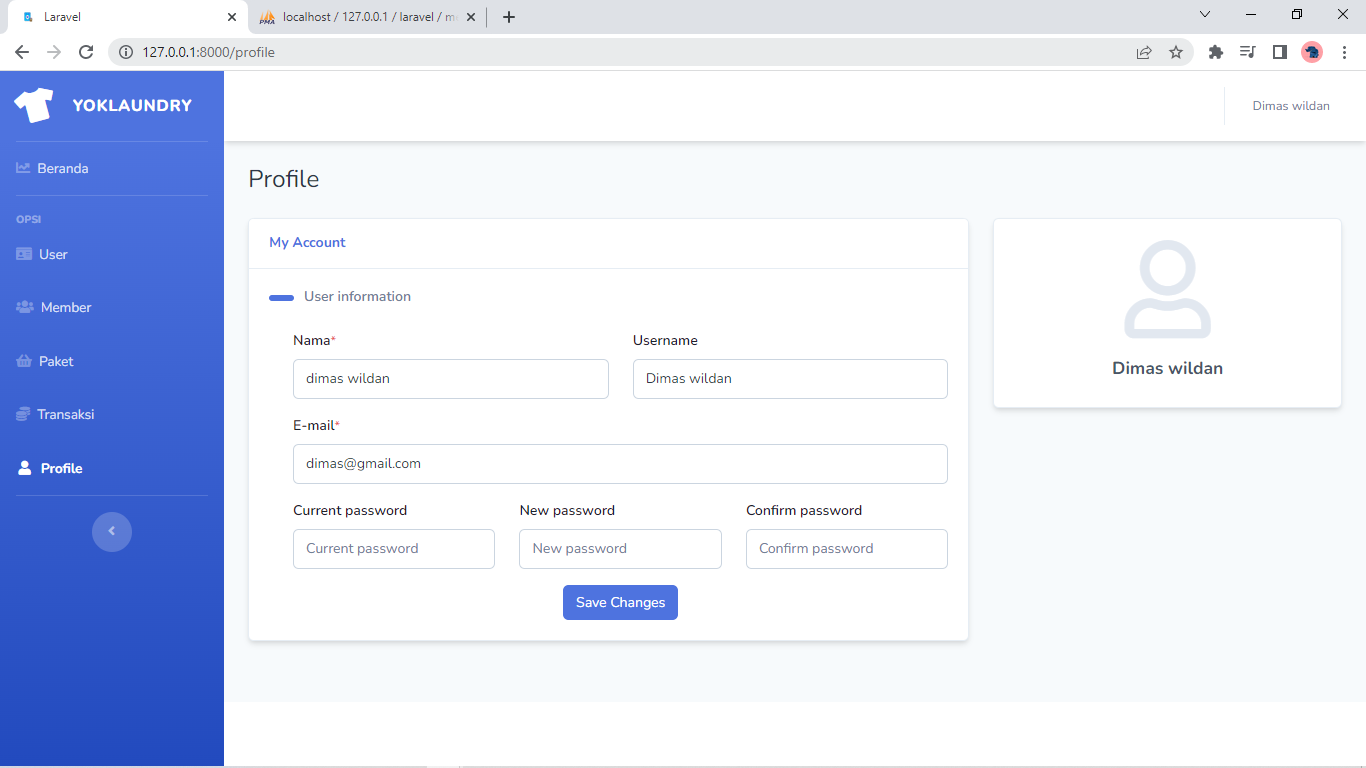 Laravel
localhost / 127.0.0.1 / laravel / m
127.0.0.1:8000/profile
YOKLAUNDRY
Dimas wildan
Beranda
OPSI
User
Member
Paket
Transaksi
Profile
Profile
My Account
User information
Nama*
Username
dimas wildan
Dimas wildan
E-mail*
dimas@gmail.com
Current password
New password
Confirm password
Current password
New password
Confirm password
Save Changes
Dimas wildan